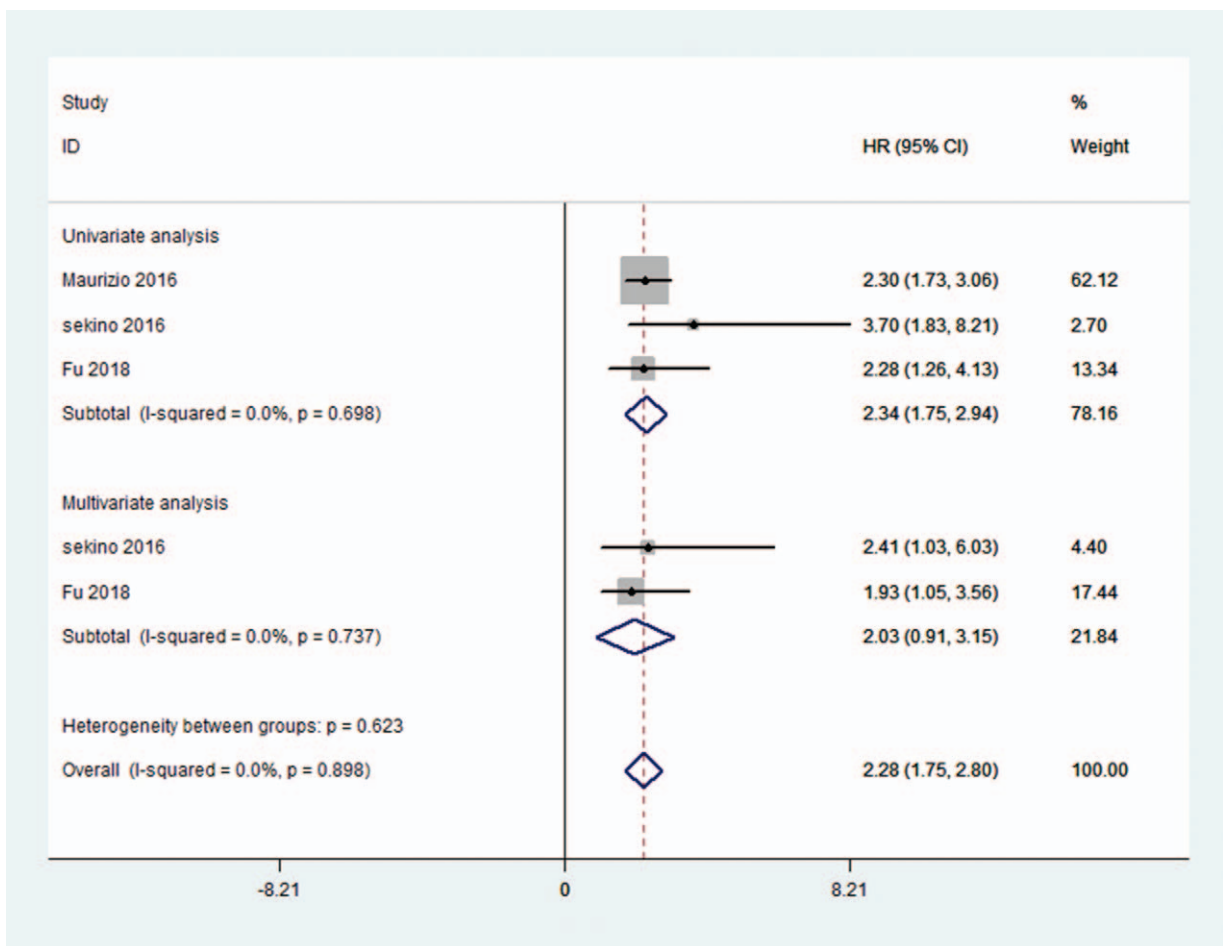 Study %
ID HR (95% CI) Weight
Univariate analysis
Maurizio 2016 2.30 (1.73, 3.06) 62.12
sekino 2016 3.70 (1.83, 8.21) 2.70
Fu 2018 2.28 (1.26, 4.13) 13.34
Subtotal (I-squared = 0.0%, p = 0.698) 2.34 (1.75, 2.94) 78.16
Multivariate analysis
sekino 2016 2.41 (1.03, 6.03) 4.40
Fu 2018 1.93 (1.05, 3.56) 17.44
Subtotal (I-squared = 0.0%, p = 0.737) 2.03 (0.91, 3.15) 21.84
Heterogeneity between groups: p = 0.623
Overall (I-squared = 0.0%, p = 0.898) 2.28 (1.75, 2.80) 100.00
-8.21 0 8.21